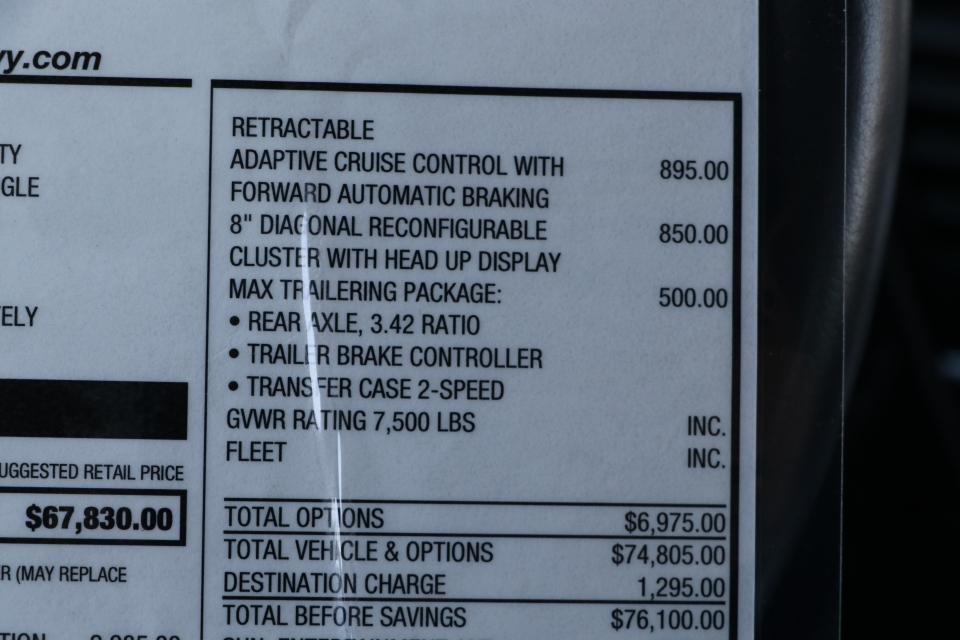 vy.com
TY
GLE
ELY
UGGESTED RETAIL PRICE
$67,830.00
R (MAY REPLACE
RETRACTABLE
ADAPTIVE CRUISE CONTROL WITH 895.00
FORWARD AUTOMATIC BRAKING
8" DIAGONAL RECONFIGURABLE 850.00
CLUSTER WITH HEAD UP DISPLAY
MAX TRAILERING PACKAGE: 500.00
• REAR AXLE, 3.42 RATIO
• TRAILER BRAKE CONTROLLER
• TRANSFER CASE 2-SPEED
GVWR RATING 7,500 LBS INC.
FLEET INC.
TOTAL OPTIONS $6,975.00
TOTAL VEHICLE & OPTIONS $74,805.00
DESTINATION CHARGE 1,295.00
TOTAL BEFORE SAVINGS $76,100.00